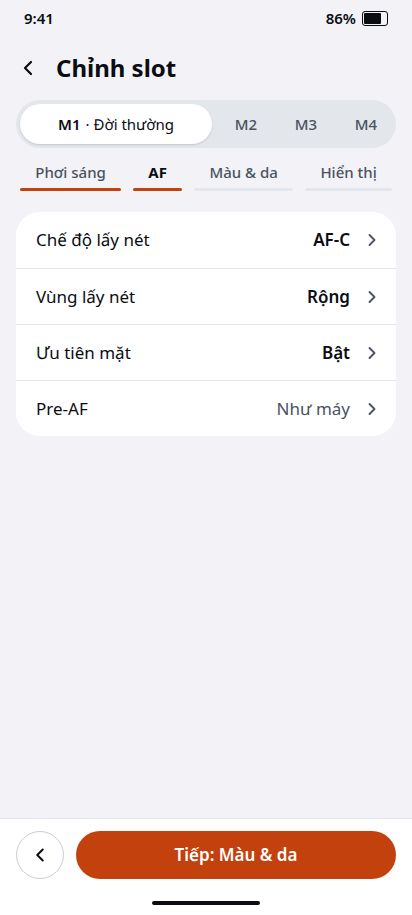 9:41
86%
Chỉnh slot
M1 · Đời thường
M2
M3
M4
Phơi sáng
AF
Màu & da
Hiển thị
Chế độ lấy nét
AF-C
Vùng lấy nét
Rộng
Ưu tiên mặt
Bật
Pre-AF
Như máy
Tiếp: Màu & da